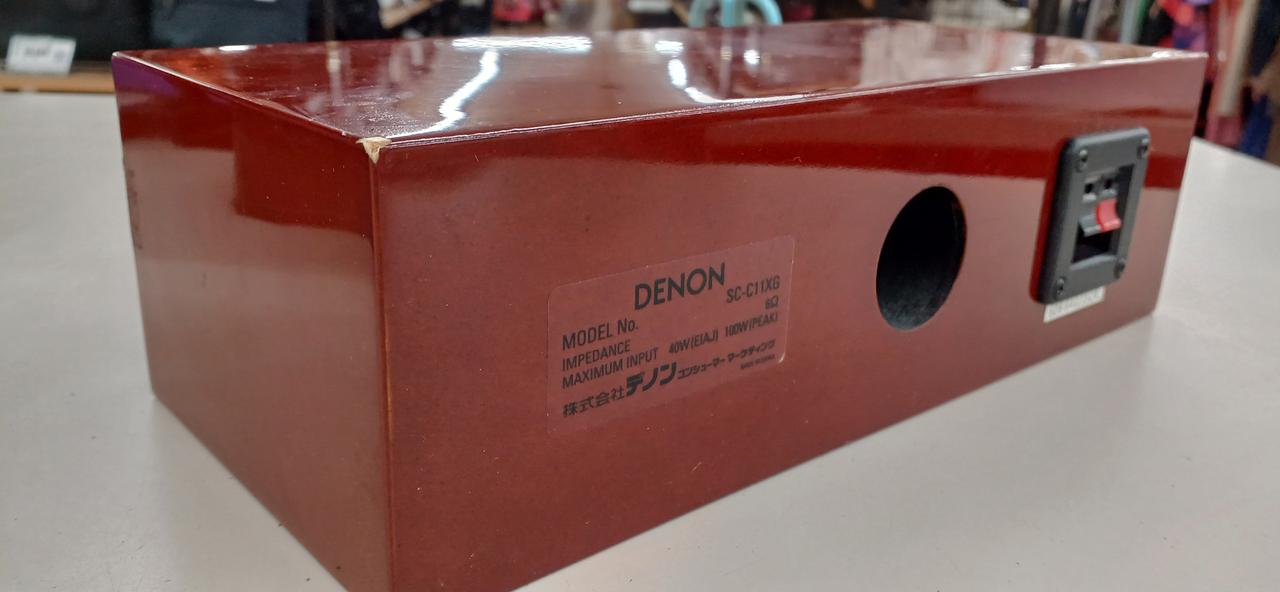 DENON
MODEL No. SC-C11XG
IMPEDANCE 6Ω
MAXIMUM INPUT 40W(EIAJ) 100W(PEAK)
株式会社デノン コンシューマー マーケティング